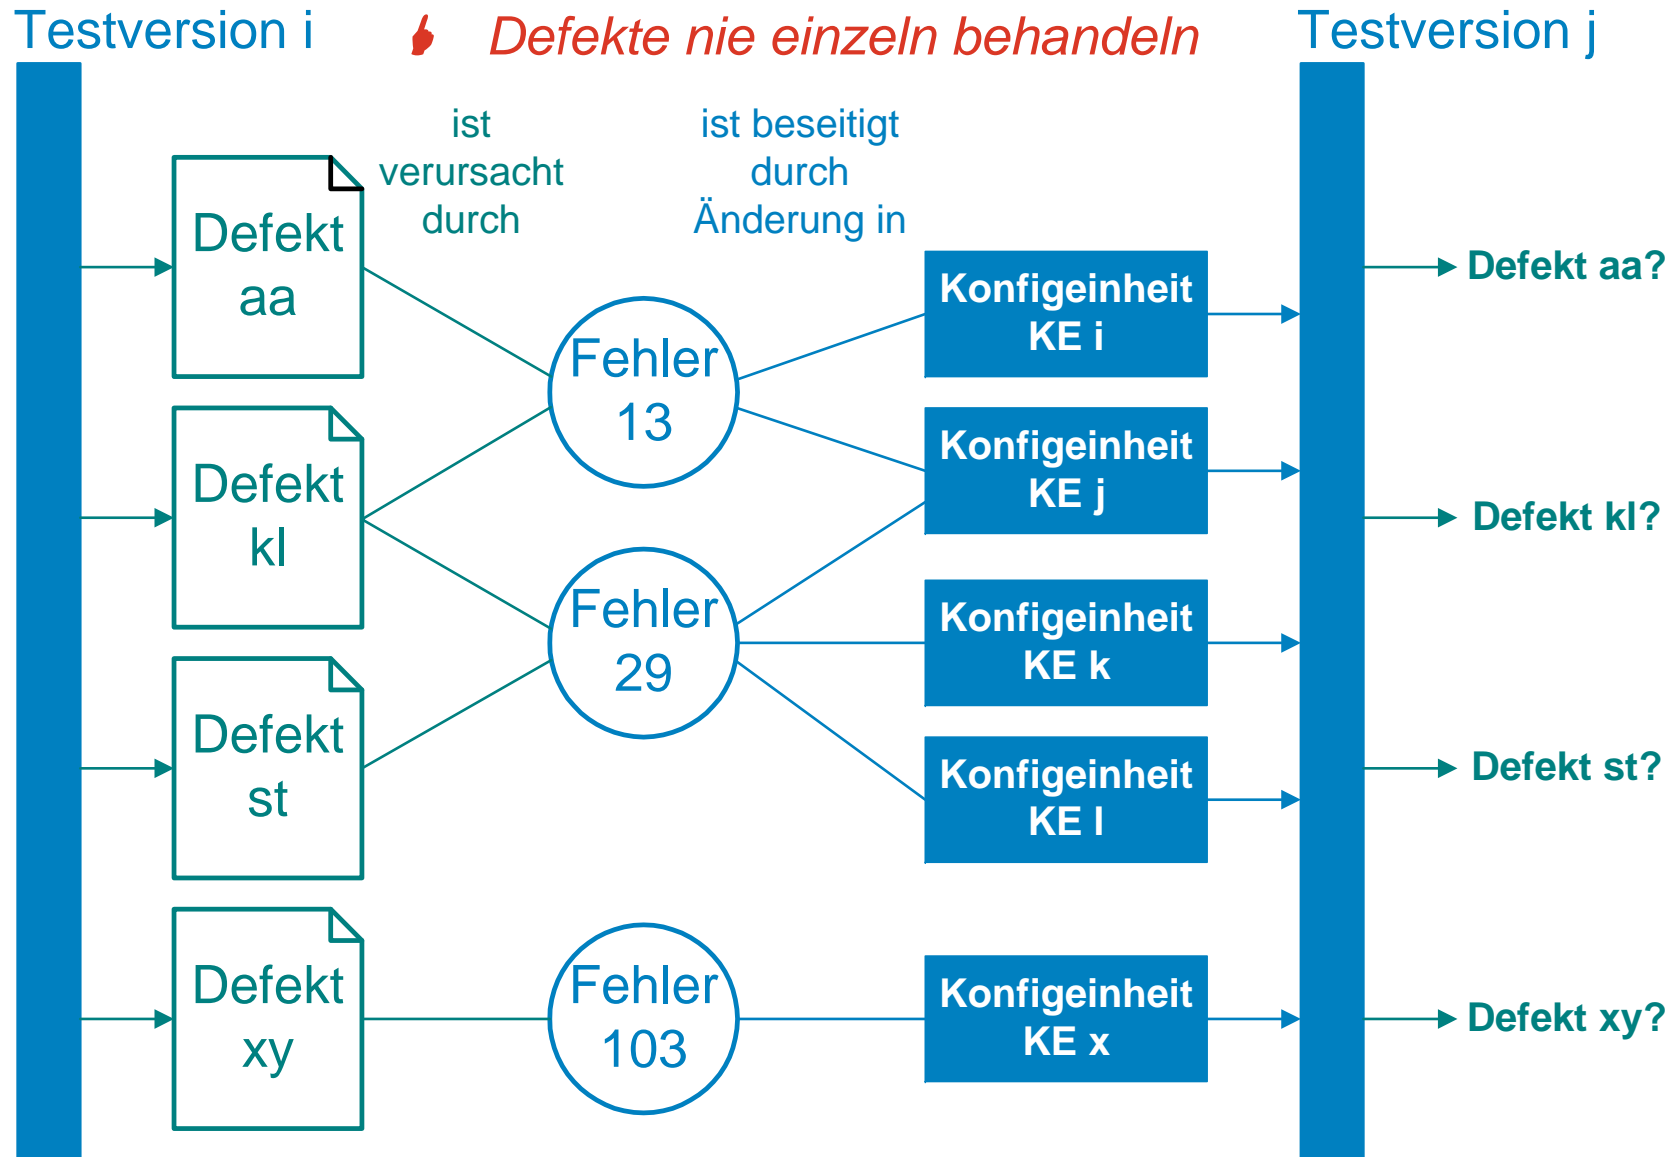 Testversion i
Defekte nie einzeln behandeln
Testversion j
ist
verursacht
durch
ist beseitigt
durch
Änderung in
Defekt
aa
Defekt
kl
Defekt
st
Defekt
xy
Fehler
13
Fehler
29
Fehler
103
Konfigeinheit
KE i
Konfigeinheit
KE j
Konfigeinheit
KE k
Konfigeinheit
KE l
Konfigeinheit
KE x
Defekt aa?
Defekt kl?
Defekt st?
Defekt xy?